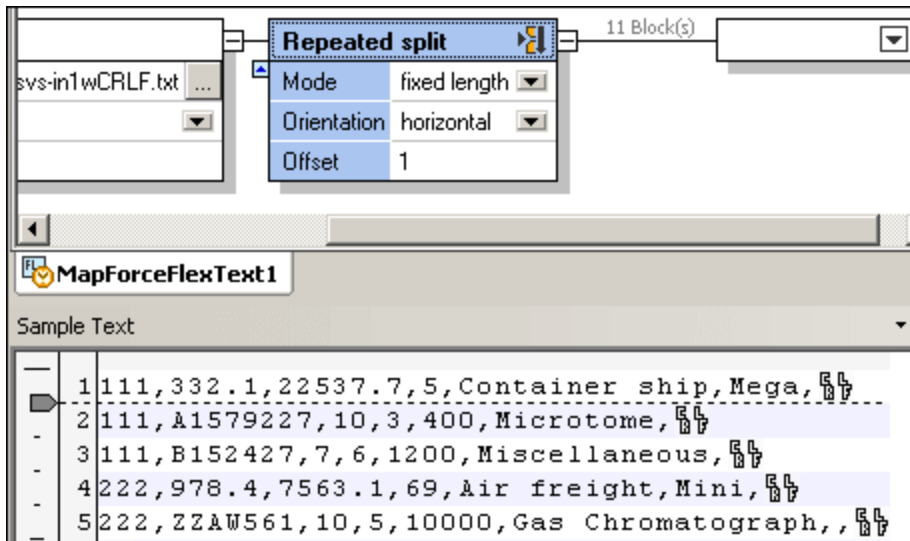 Repeated split
11 Block(s)
svs-in1wCRLF.txt ...
Mode fixed length
Orientation horizontal
Offset 1
MapForceFlexText1
Sample Text
1 111,332.1,22537.7,5,Container ship,Mega,␍␊
2 111,A1579227,10,3,400,Microtome,␍␊
3 111,B152427,7,6,1200,Miscellaneous,␍␊
4 222,978.4,7563.1,69,Air freight,Mini,␍␊
5 222,ZZAW561,10,5,10000,Gas Chromatograph,,␍␊